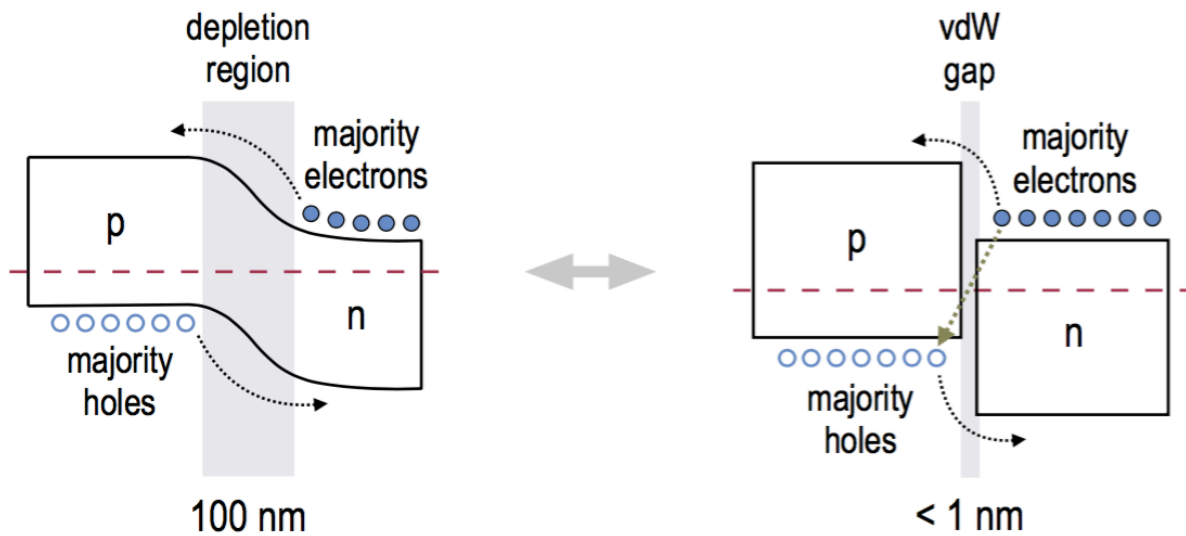 depletion
region
majority
electrons
p
n
majority
holes
100 nm
vdW
gap
majority
electrons
p
n
majority
holes
< 1 nm